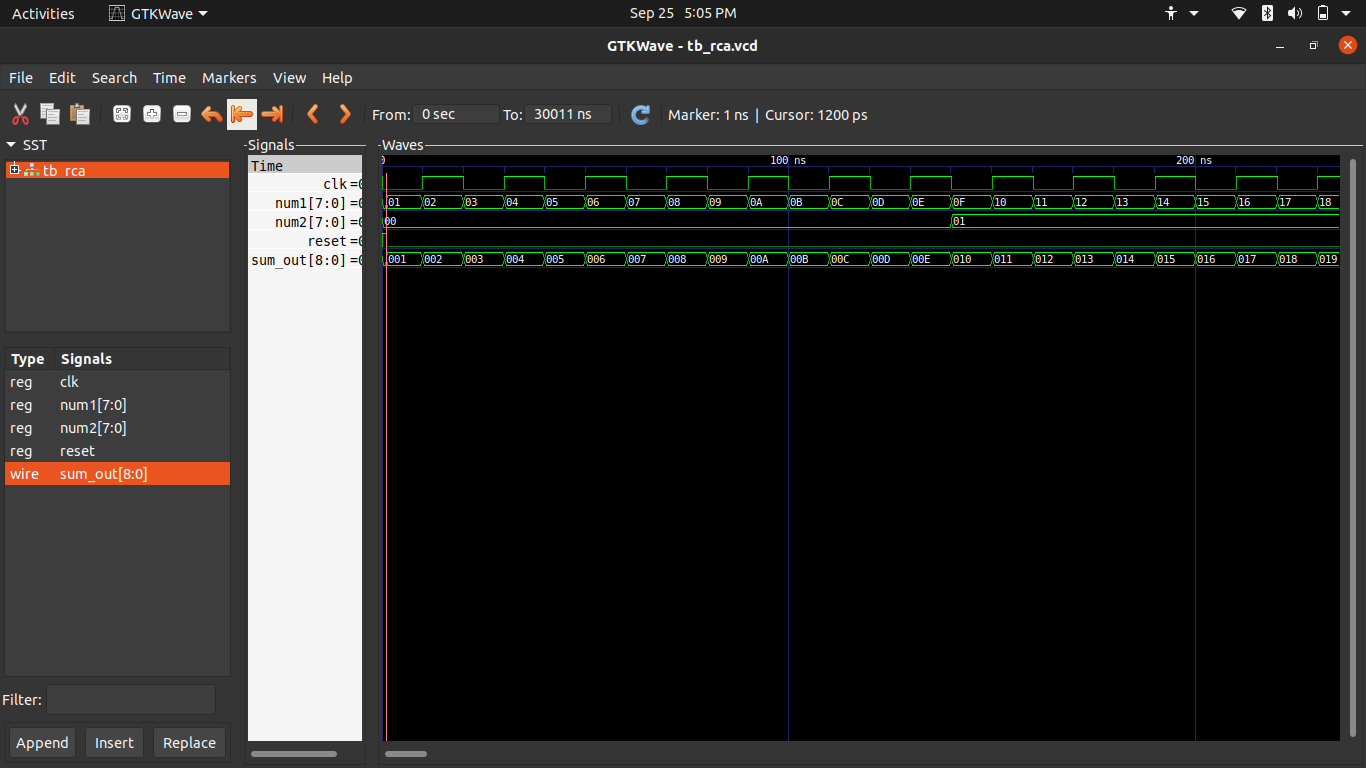 Activities GTKWave Sep 25 5:05 PM
GTKWave - tb_rca.vcd
File Edit Search Time Markers View Help
From: 0 sec To: 30011 ns Marker: 1 ns | Cursor: 1200 ps
SST
tb_rca
Type Signals
reg clk
reg num1[7:0]
reg num2[7:0]
reg reset
wire sum_out[8:0]
Filter:
Append Insert Replace
Signals
Time
clk =0
num1[7:0] =0
num2[7:0] =0
reset =0
sum_out[8:0] =0
Waves
0 100 ns 200 ns
01 02 03 04 05 06 07 08 09 0A 0B 0C 0D 0E 0F 10 11 12 13 14 15 16 17 18
00 01
001 002 003 004 005 006 007 008 009 00A 00B 00C 00D 00E 010 011 012 013 014 015 016 017 018 019